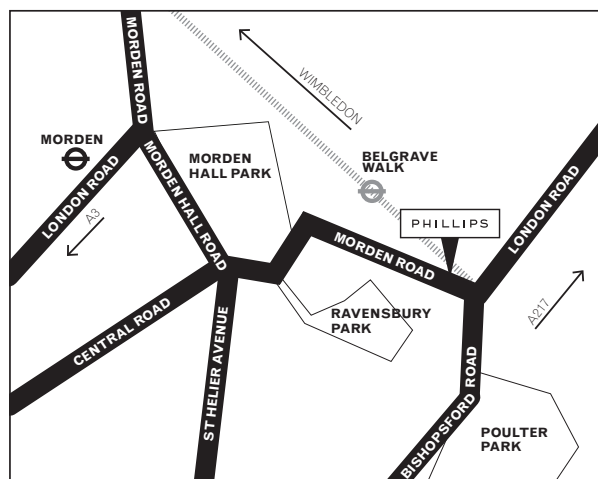 MORDEN ROAD
WIMBLEDON
MORDEN
MORDEN
HALL PARK
BELGRAVE
WALK
LONDON ROAD
MORDEN HALL ROAD
A3
PHILLIPS
LONDON ROAD
MORDEN ROAD
A217
CENTRAL ROAD
RAVENSBURY
PARK
ST HELIER AVENUE
BISHOPSFORD ROAD
POULTER
PARK